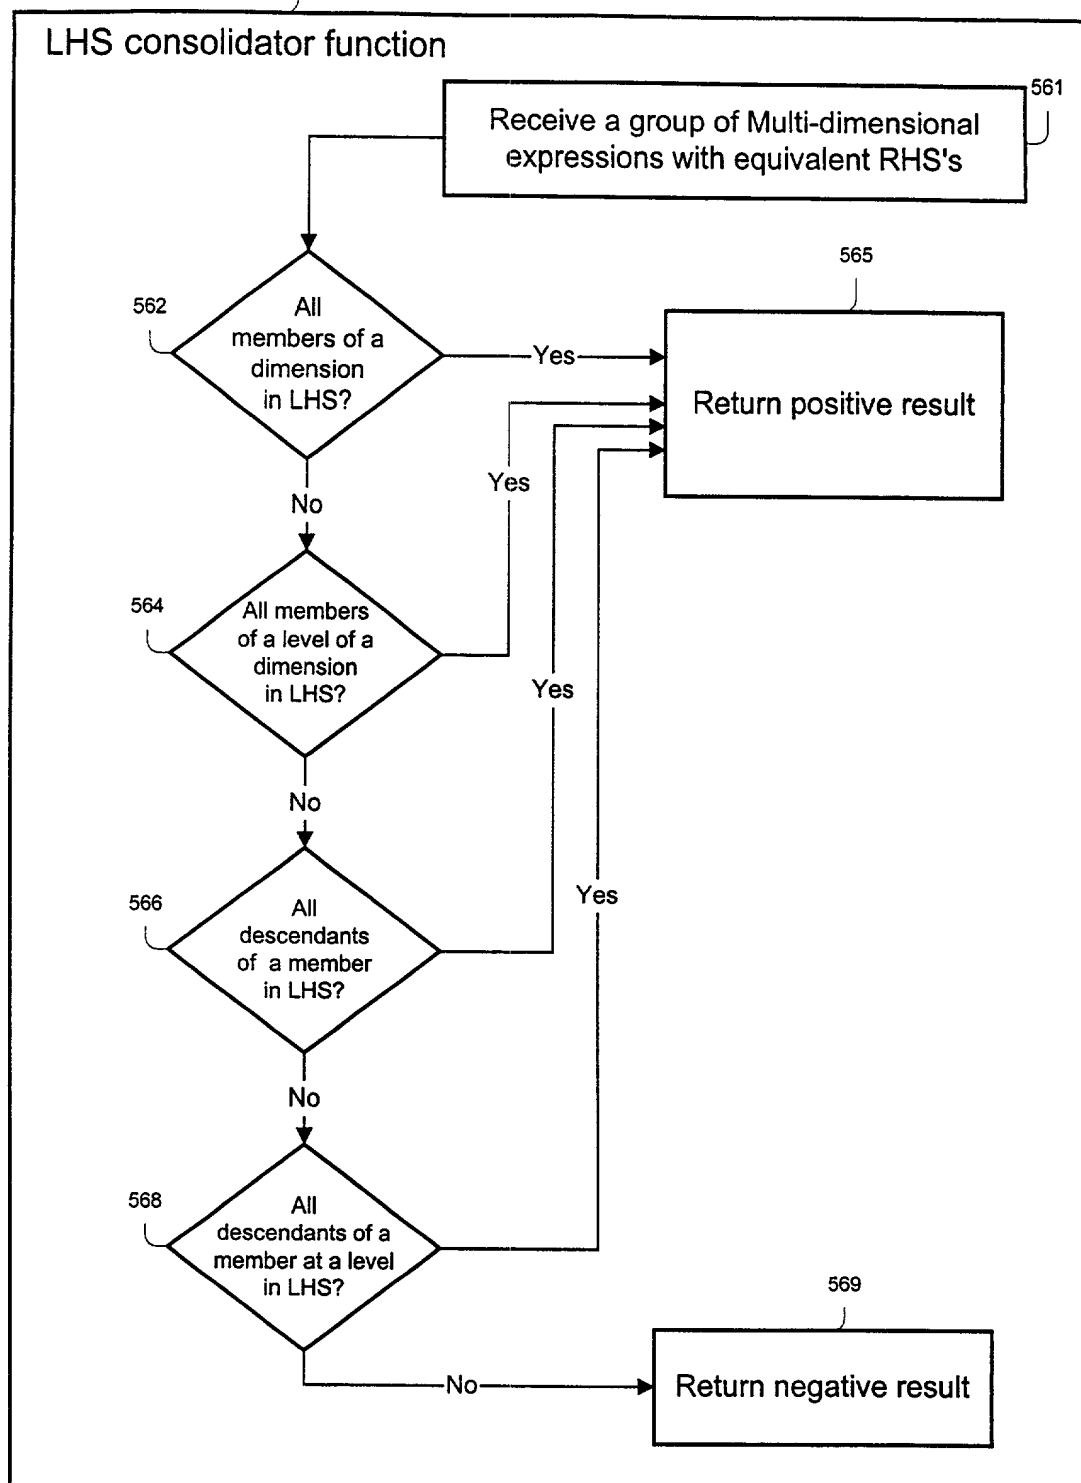 LHS consolidator function
561
Receive a group of Multi-dimensional
expressions with equivalent RHS's
562
All
members of a
dimension
in LHS?
Yes
565
Return positive result
No
Yes
564
All members
of a level of a
dimension
in LHS?
Yes
No
566
All
descendants
of a member
in LHS?
Yes
No
568
All
descendants of a
member at a level
in LHS?
No
569
Return negative result